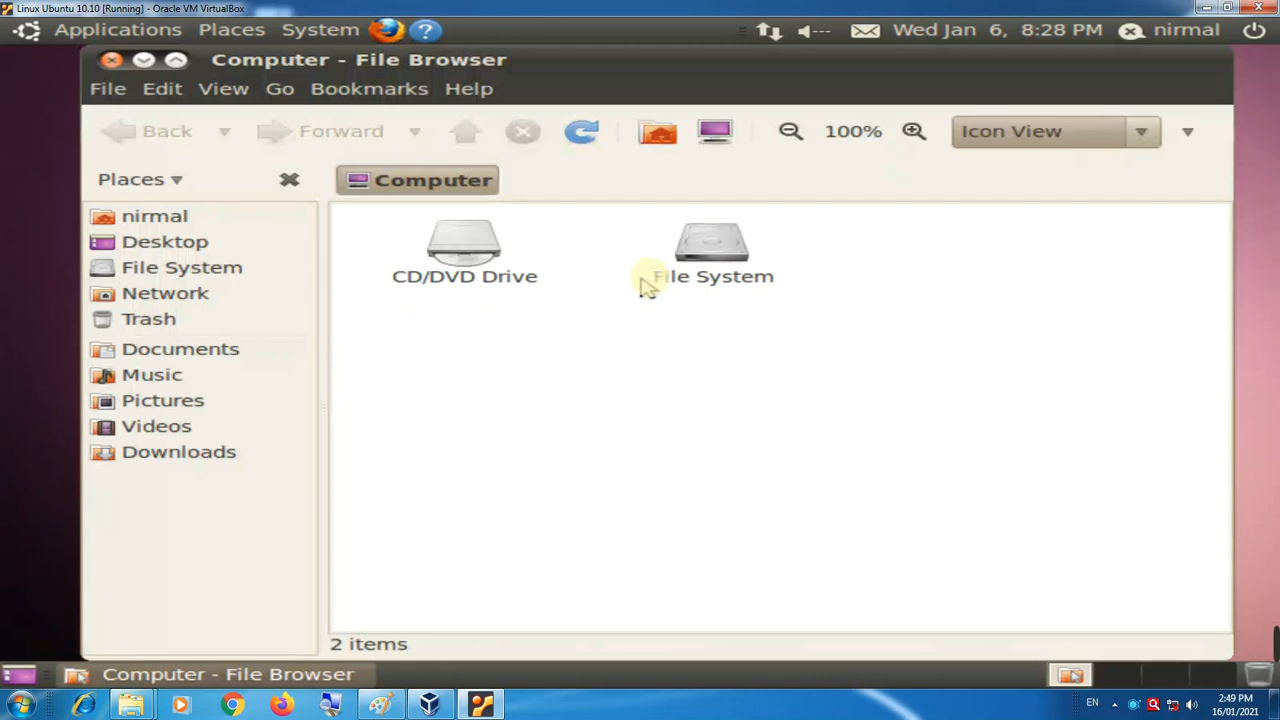 Linux Ubuntu 10.10 [Running] - Oracle VM VirtualBox
Applications Places System ? Wed Jan 6, 8:28 PM nirmal
Computer - File Browser
File Edit View Go Bookmarks Help
Back Forward 100% Icon View
Places Computer
nirmal
Desktop
File System
Network
Trash
Documents
Music
Pictures
Videos
Downloads
CD/DVD Drive File System
2 items
Computer - File Browser
EN 2:49 PM
16/01/2021